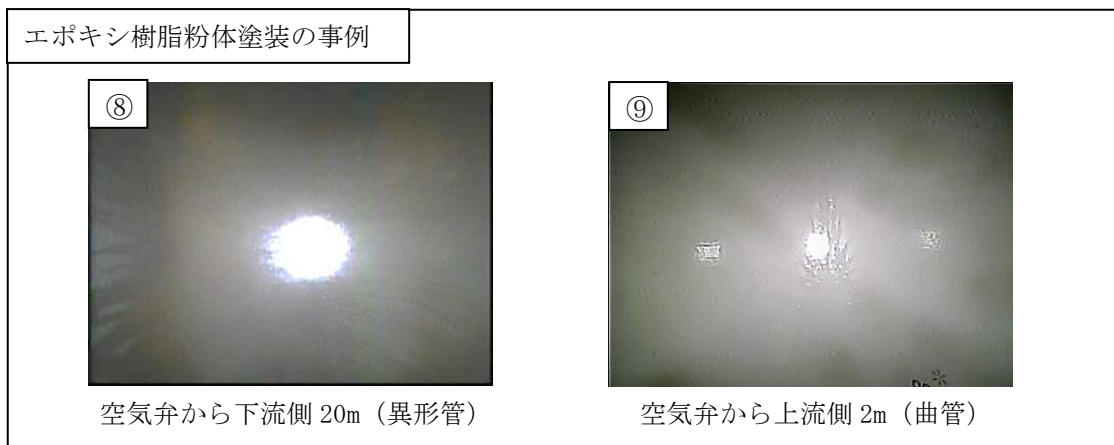 エポキシ樹脂粉体塗装の事例
⑧
⑨
空気弁から下流側 20m（異形管）
空気弁から上流側 2m（曲管）